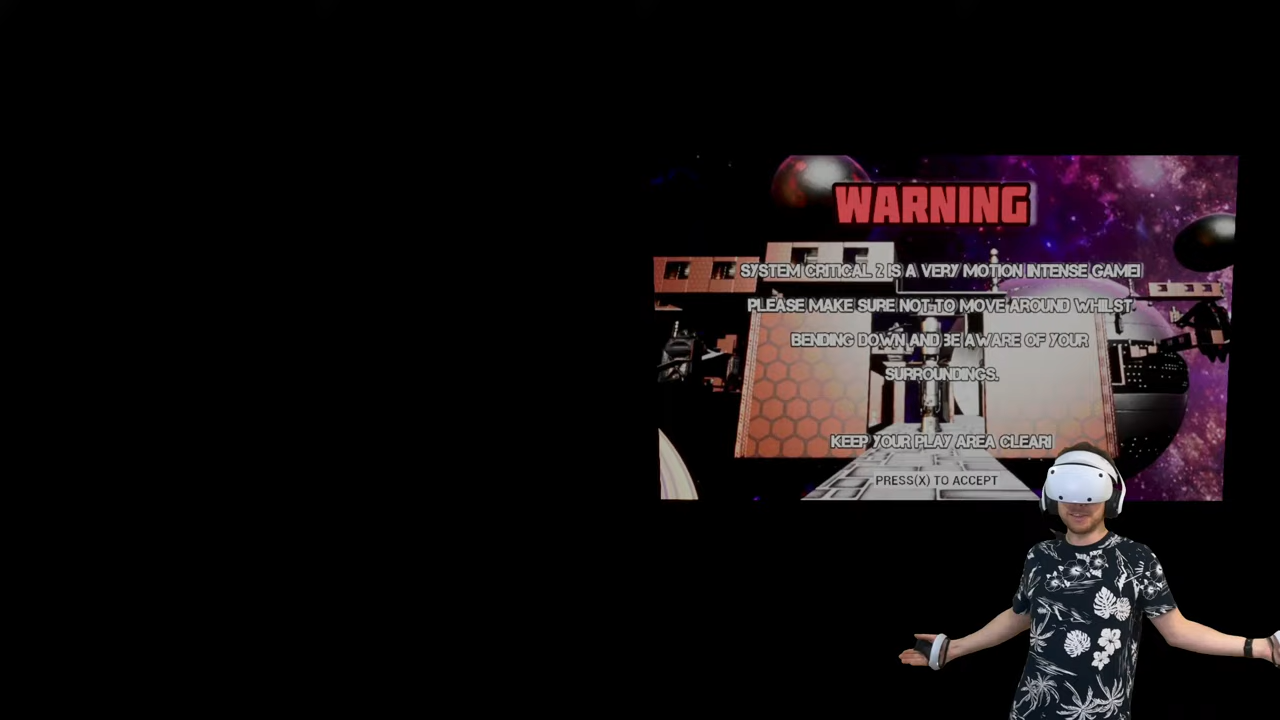 WARNING
SYSTEM CRITICAL 2 IS A VERY MOTION INTENSE GAME!
PLEASE MAKE SURE NOT TO MOVE AROUND WHILST
BENDING DOWN AND BE AWARE OF YOUR
SURROUNDINGS.
KEEP YOUR PLAY AREA CLEAR!
PRESS(X) TO ACCEPT